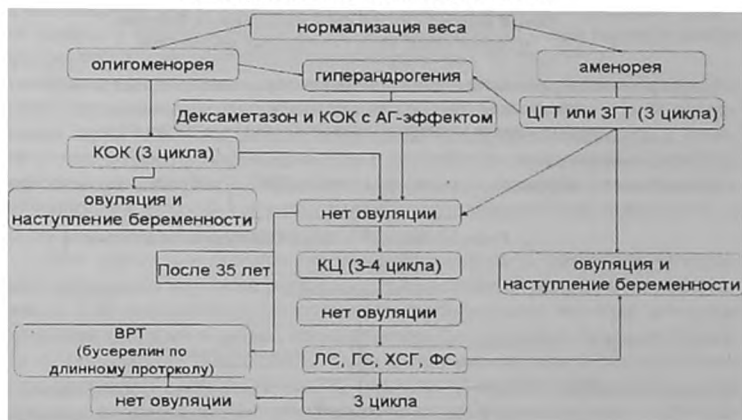 нормализация веса
олигоменорея
гиперандрогения
аменорея
Дексаметазон и КОК с АГ-эффектом
ЦГТ или ЗГТ (3 цикла)
КОК (3 цикла)
овуляция и
наступление беременности
нет овуляции
После 35 лет
КЦ (3-4 цикла)
овуляция и
наступление беременности
нет овуляции
ВРТ
(бусерелин по
длинному протоколу)
ЛС, ГС, ХСГ, ФС
нет овуляции
3 цикла